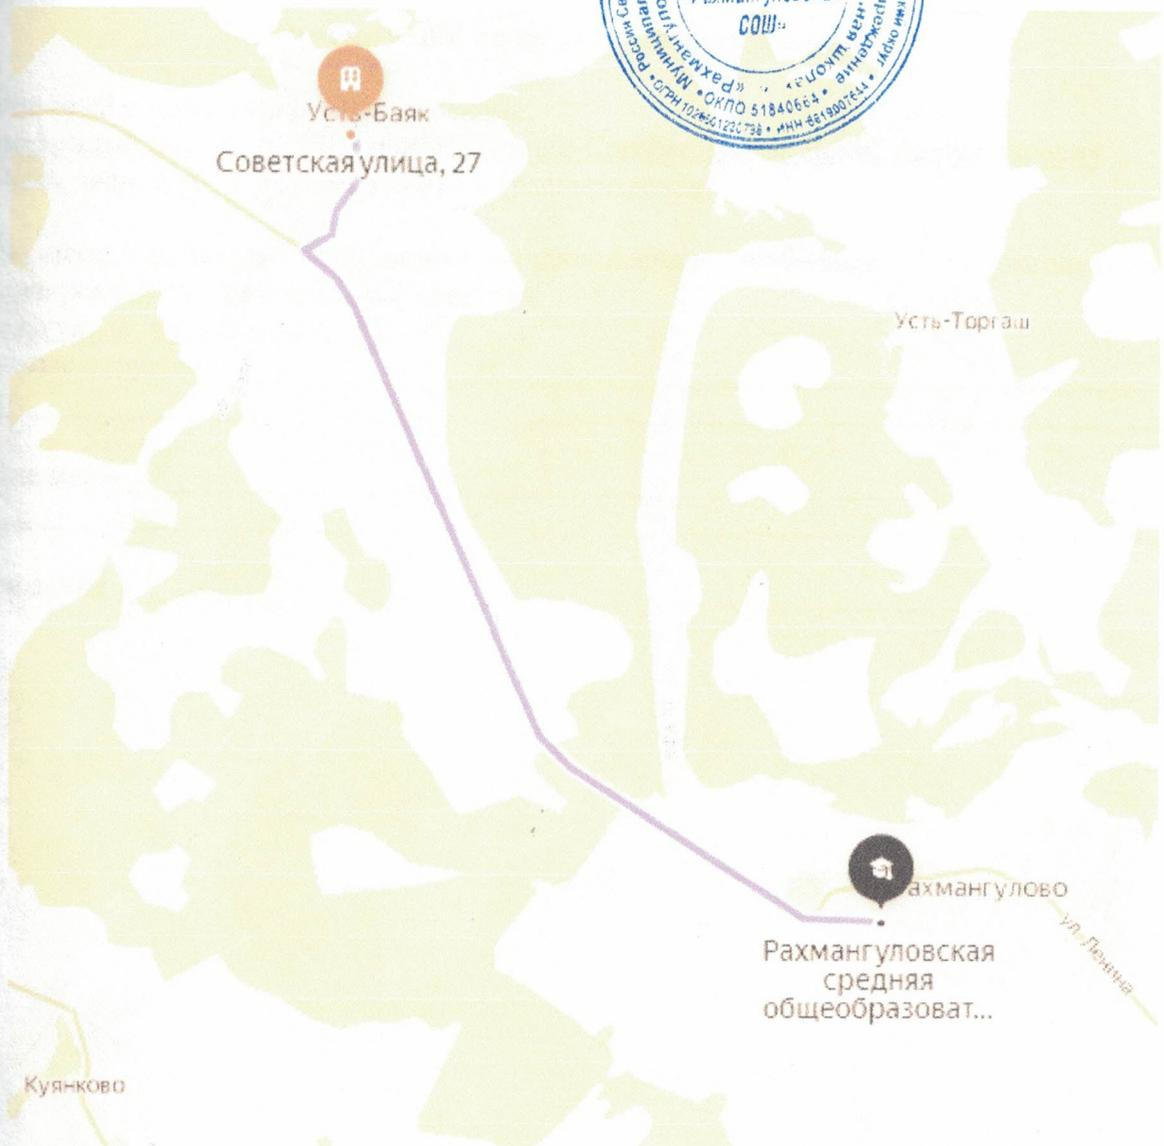 СОШ»
ОКПО 51840664
Усть-Баяк
Советская улица, 27
Усть-Торгаш
ахмангулово
ул. Ленина
Рахмангуловская
средняя
общеобразоват...
Куянково